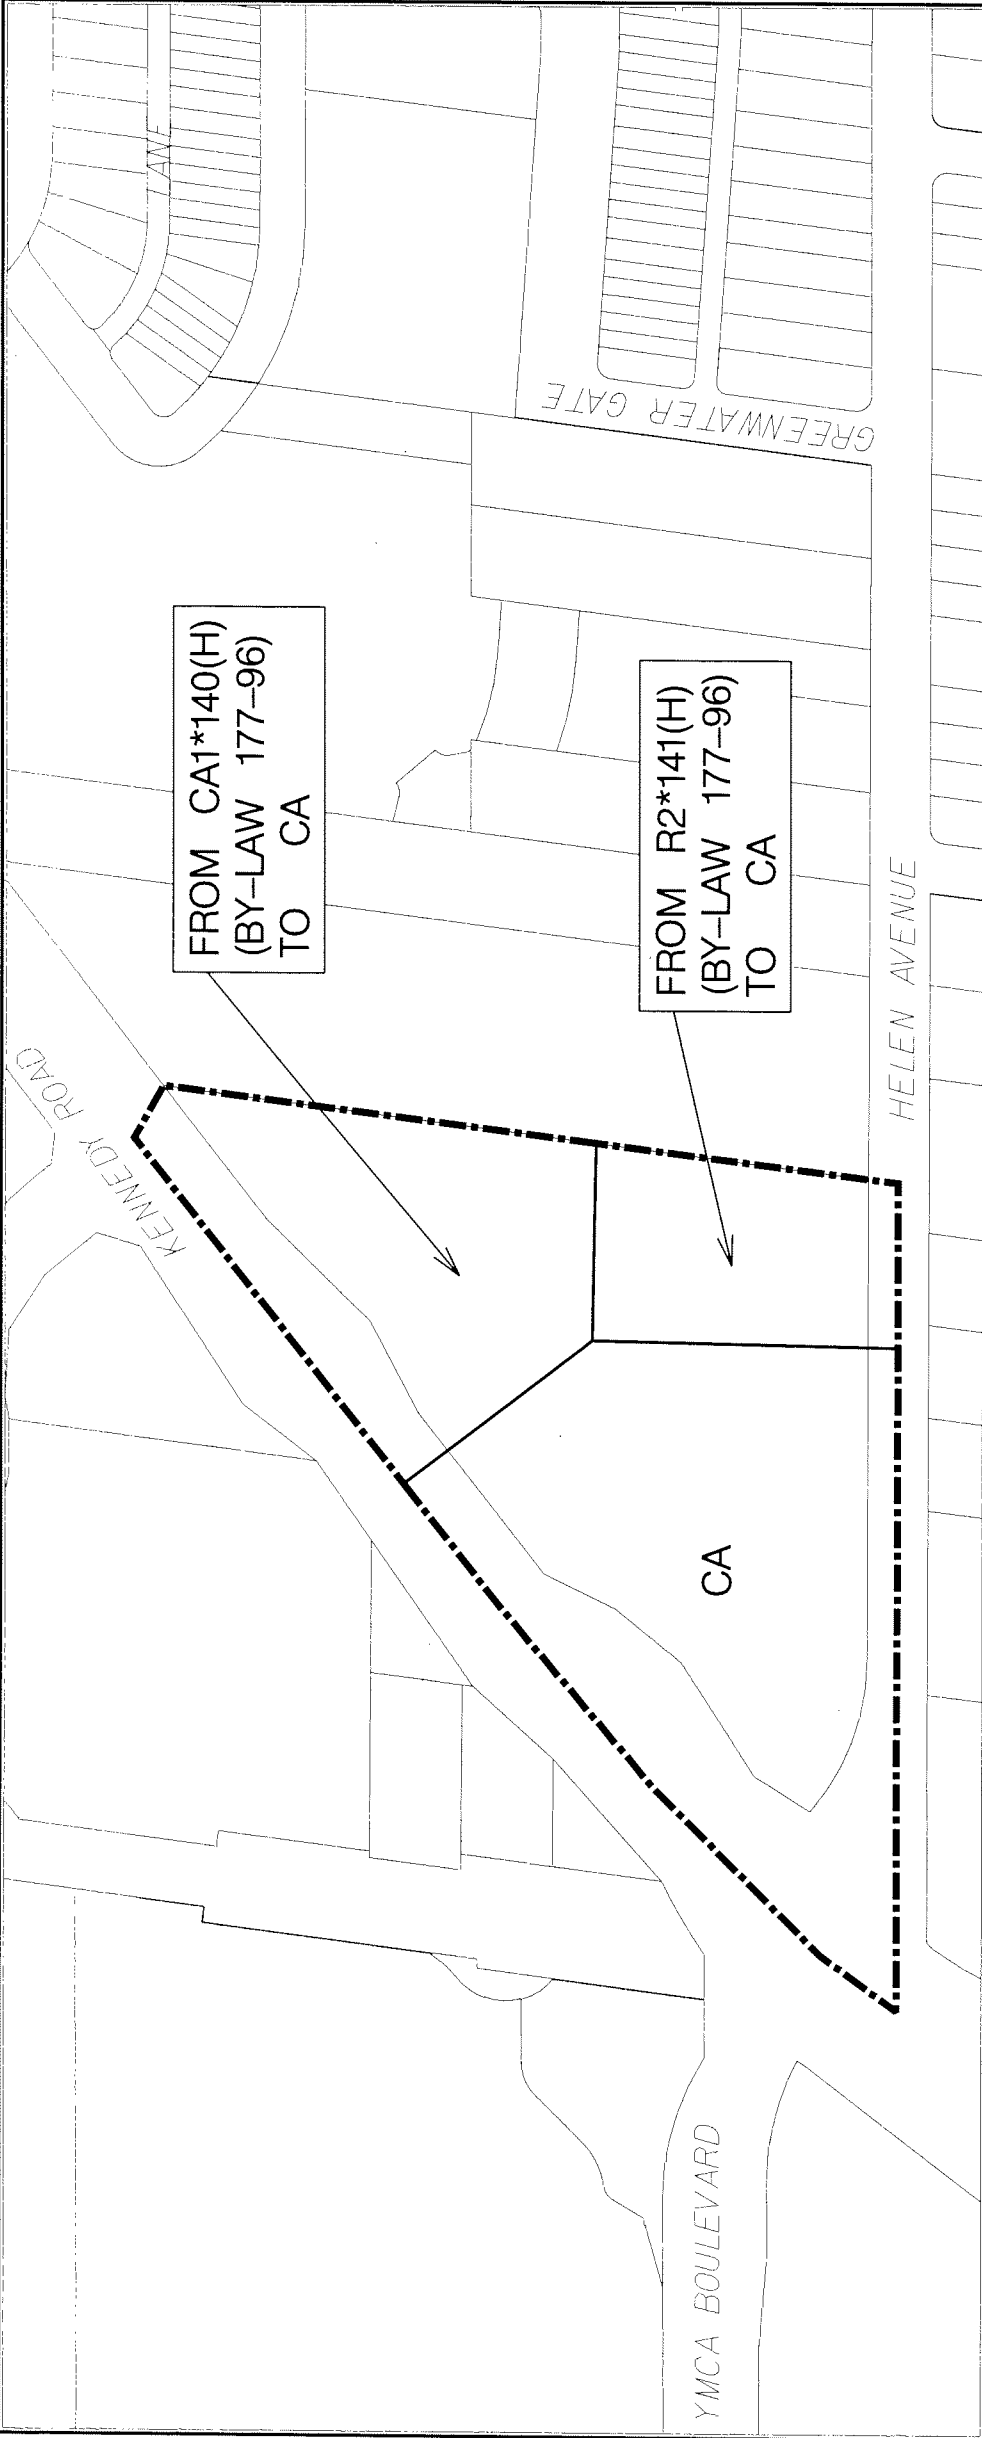 LANE
KENNEDY ROAD
FROM CA1*140(H)
(BY-LAW 177-96)
TO CA
GREENWATER GATE
FROM R2*141(H)
(BY-LAW 177-96)
TO CA
CA
HELEN AVENUE
YMCA BOULEVARD